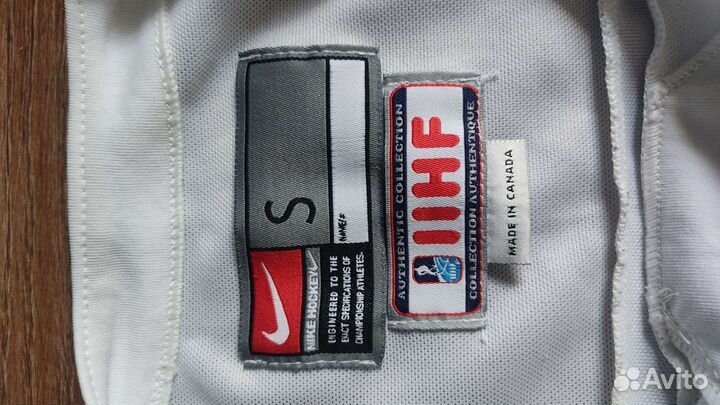 S
NAME/#
NIKE HOCKEY
ENGINEERED TO THE
EXACT SPECIFICATIONS OF
CHAMPIONSHIP ATHLETES.
AUTHENTIC COLLECTION
IIHF
COLLECTION AUTHENTIQUE
MADE IN CANADA
Avito